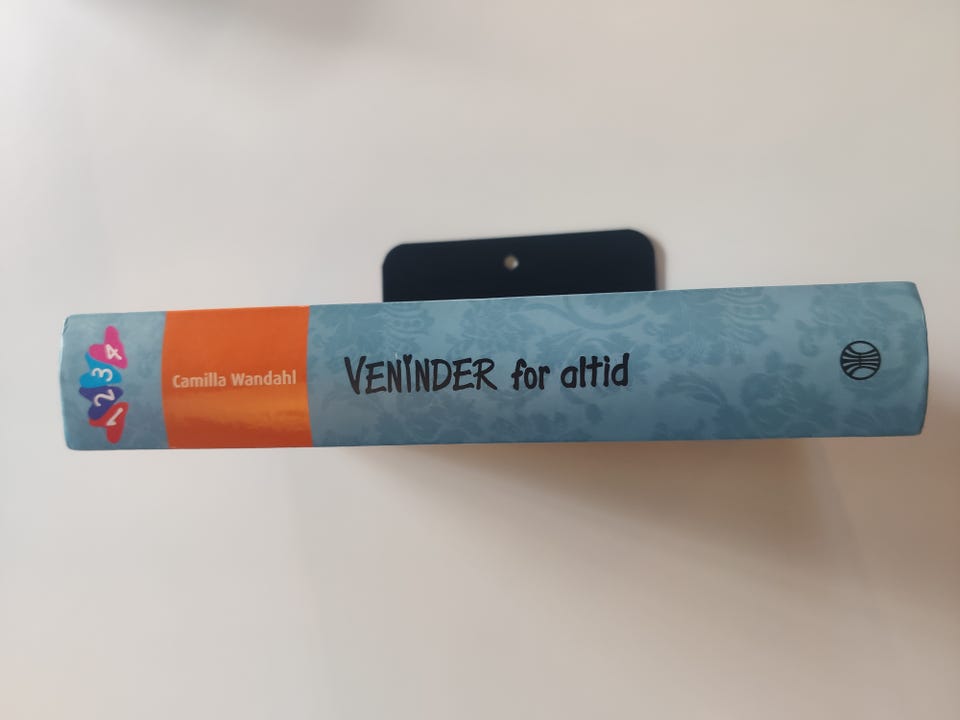 1 2 3 4
Camilla Wandahl
VENINDER for altid